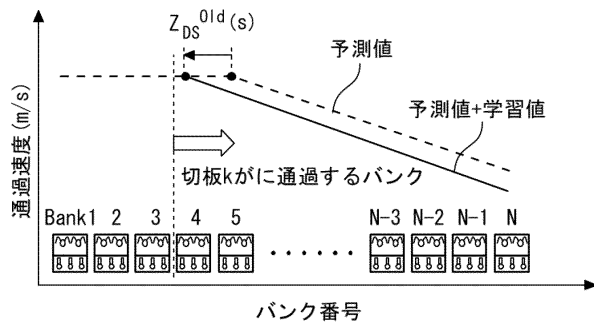 Z_DS^Old(s)
予測値
予測値+学習値
通過速度(m/s)
切板kがに通過するバンク
Bank1 2 3 4 5 N-3 N-2 N-1 N
......
バンク番号